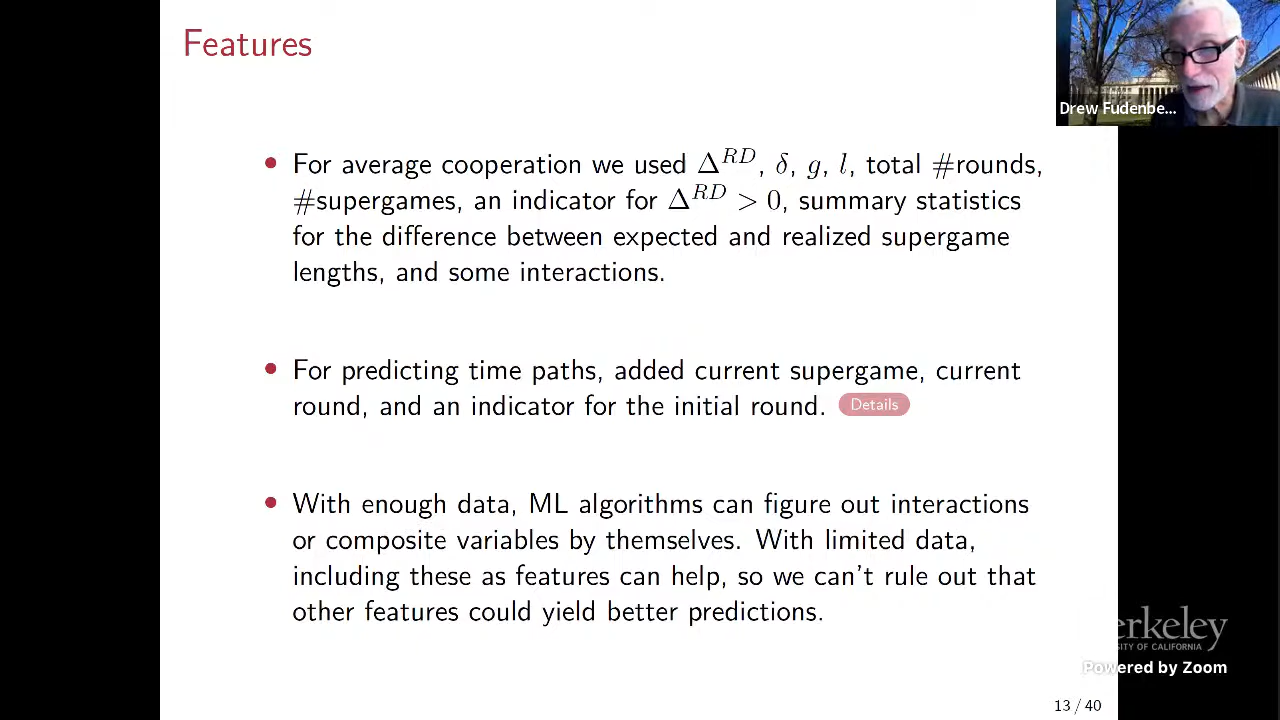 Features
Drew Fudenbe...
• For average cooperation we used Δ^{RD}, δ, g, l, total #rounds,
#supergames, an indicator for Δ^{RD} > 0, summary statistics
for the difference between expected and realized supergame
lengths, and some interactions.
• For predicting time paths, added current supergame, current
round, and an indicator for the initial round. Details
• With enough data, ML algorithms can figure out interactions
or composite variables by themselves. With limited data,
including these as features can help, so we can't rule out that
other features could yield better predictions.
erkeley
SITY OF CALIFORNIA
Powered by Zoom
13 / 40